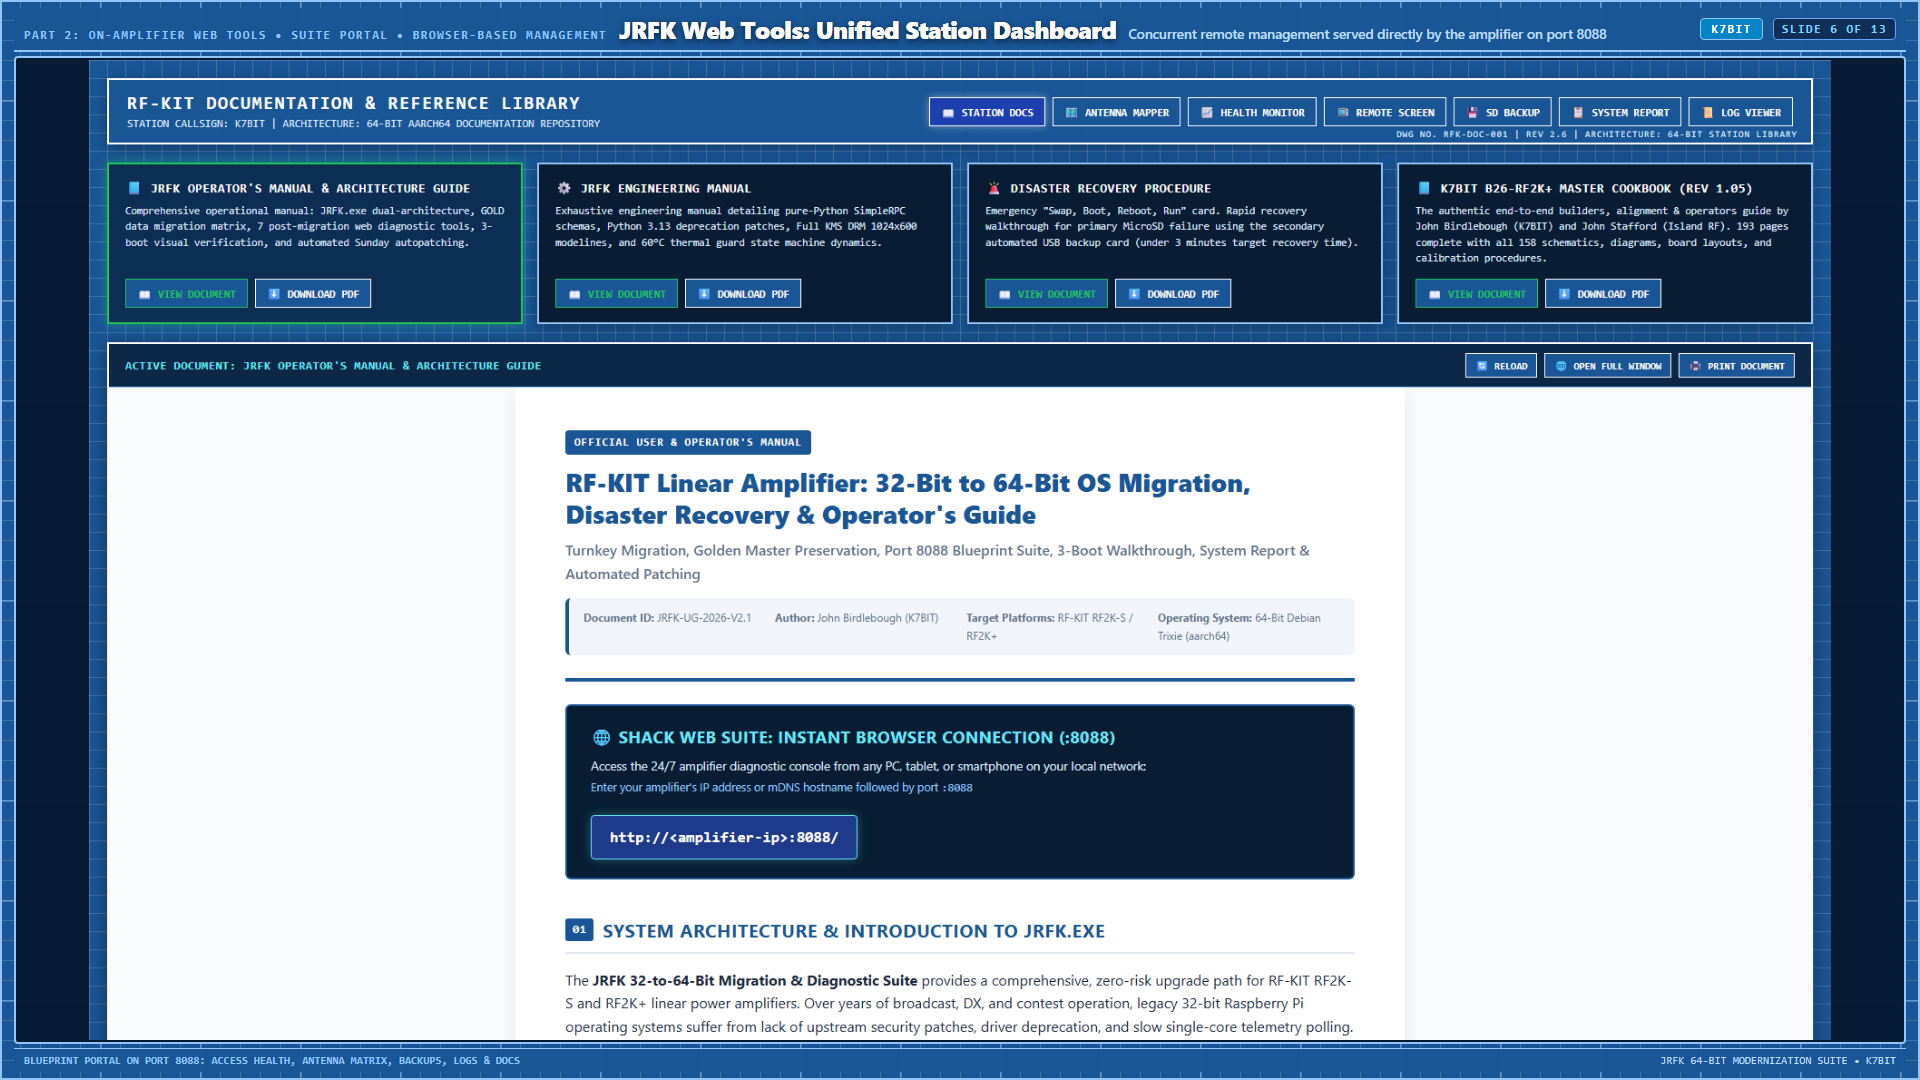 PART 2: ON-AMPLIFIER WEB TOOLS • SUITE PORTAL • BROWSER-BASED MANAGEMENT
JRFK Web Tools: Unified Station Dashboard
Concurrent remote management served directly by the amplifier on port 8088
K7BIT
SLIDE 6 OF 13
RF-KIT DOCUMENTATION & REFERENCE LIBRARY
STATION CALLSIGN: K7BIT | ARCHITECTURE: 64-BIT AARCH64 DOCUMENTATION REPOSITORY
STATION DOCS
ANTENNA MAPPER
HEALTH MONITOR
REMOTE SCREEN
SD BACKUP
SYSTEM REPORT
LOG VIEWER
DWG NO. RFK-DOC-001 | REV 2.6 | ARCHITECTURE: 64-BIT STATION LIBRARY
JRFK OPERATOR'S MANUAL & ARCHITECTURE GUIDE
Comprehensive operational manual: JRFK.exe dual-architecture, GOLD
data migration matrix, 7 post-migration web diagnostic tools, 3-
boot visual verification, and automated Sunday autopatching.
VIEW DOCUMENT
DOWNLOAD PDF
JRFK ENGINEERING MANUAL
Exhaustive engineering manual detailing pure-Python SimpleRPC
schemas, Python 3.13 deprecation patches, Full KMS DRM 1024x600
modelines, and 60°C thermal guard state machine dynamics.
VIEW DOCUMENT
DOWNLOAD PDF
DISASTER RECOVERY PROCEDURE
Emergency "Swap, Boot, Reboot, Run" card. Rapid recovery
walkthrough for primary MicroSD failure using the secondary
automated USB backup card (under 3 minutes target recovery time).
VIEW DOCUMENT
DOWNLOAD PDF
K7BIT B26-RF2K+ MASTER COOKBOOK (REV 1.05)
The authentic end-to-end builders, alignment & operators guide by
John Birdlebough (K7BIT) and John Stafford (Island RF). 193 pages
complete with all 158 schematics, diagrams, board layouts, and
calibration procedures.
VIEW DOCUMENT
DOWNLOAD PDF
ACTIVE DOCUMENT: JRFK OPERATOR'S MANUAL & ARCHITECTURE GUIDE
RELOAD
OPEN FULL WINDOW
PRINT DOCUMENT
OFFICIAL USER & OPERATOR'S MANUAL
RF-KIT Linear Amplifier: 32-Bit to 64-Bit OS Migration,
Disaster Recovery & Operator's Guide
Turnkey Migration, Golden Master Preservation, Port 8088 Blueprint Suite, 3-Boot Walkthrough, System Report &
Automated Patching
Document ID: JRFK-UG-2026-V2.1
Author: John Birdlebough (K7BIT)
Target Platforms: RF-KIT RF2K-S /
RF2K+
Operating System: 64-Bit Debian
Trixie (aarch64)
SHACK WEB SUITE: INSTANT BROWSER CONNECTION (:8088)
Access the 24/7 amplifier diagnostic console from any PC, tablet, or smartphone on your local network:
Enter your amplifier's IP address or mDNS hostname followed by port :8088
http://<amplifier-ip>:8088/
01 SYSTEM ARCHITECTURE & INTRODUCTION TO JRFK.EXE
The JRFK 32-to-64-Bit Migration & Diagnostic Suite provides a comprehensive, zero-risk upgrade path for RF-KIT RF2K-
S and RF2K+ linear power amplifiers. Over years of broadcast, DX, and contest operation, legacy 32-bit Raspberry Pi
operating systems suffer from lack of upstream security patches, driver deprecation, and slow single-core telemetry polling.
BLUEPRINT PORTAL ON PORT 8088: ACCESS HEALTH, ANTENNA MATRIX, BACKUPS, LOGS & DOCS
JRFK 64-BIT MODERNIZATION SUITE • K7BIT